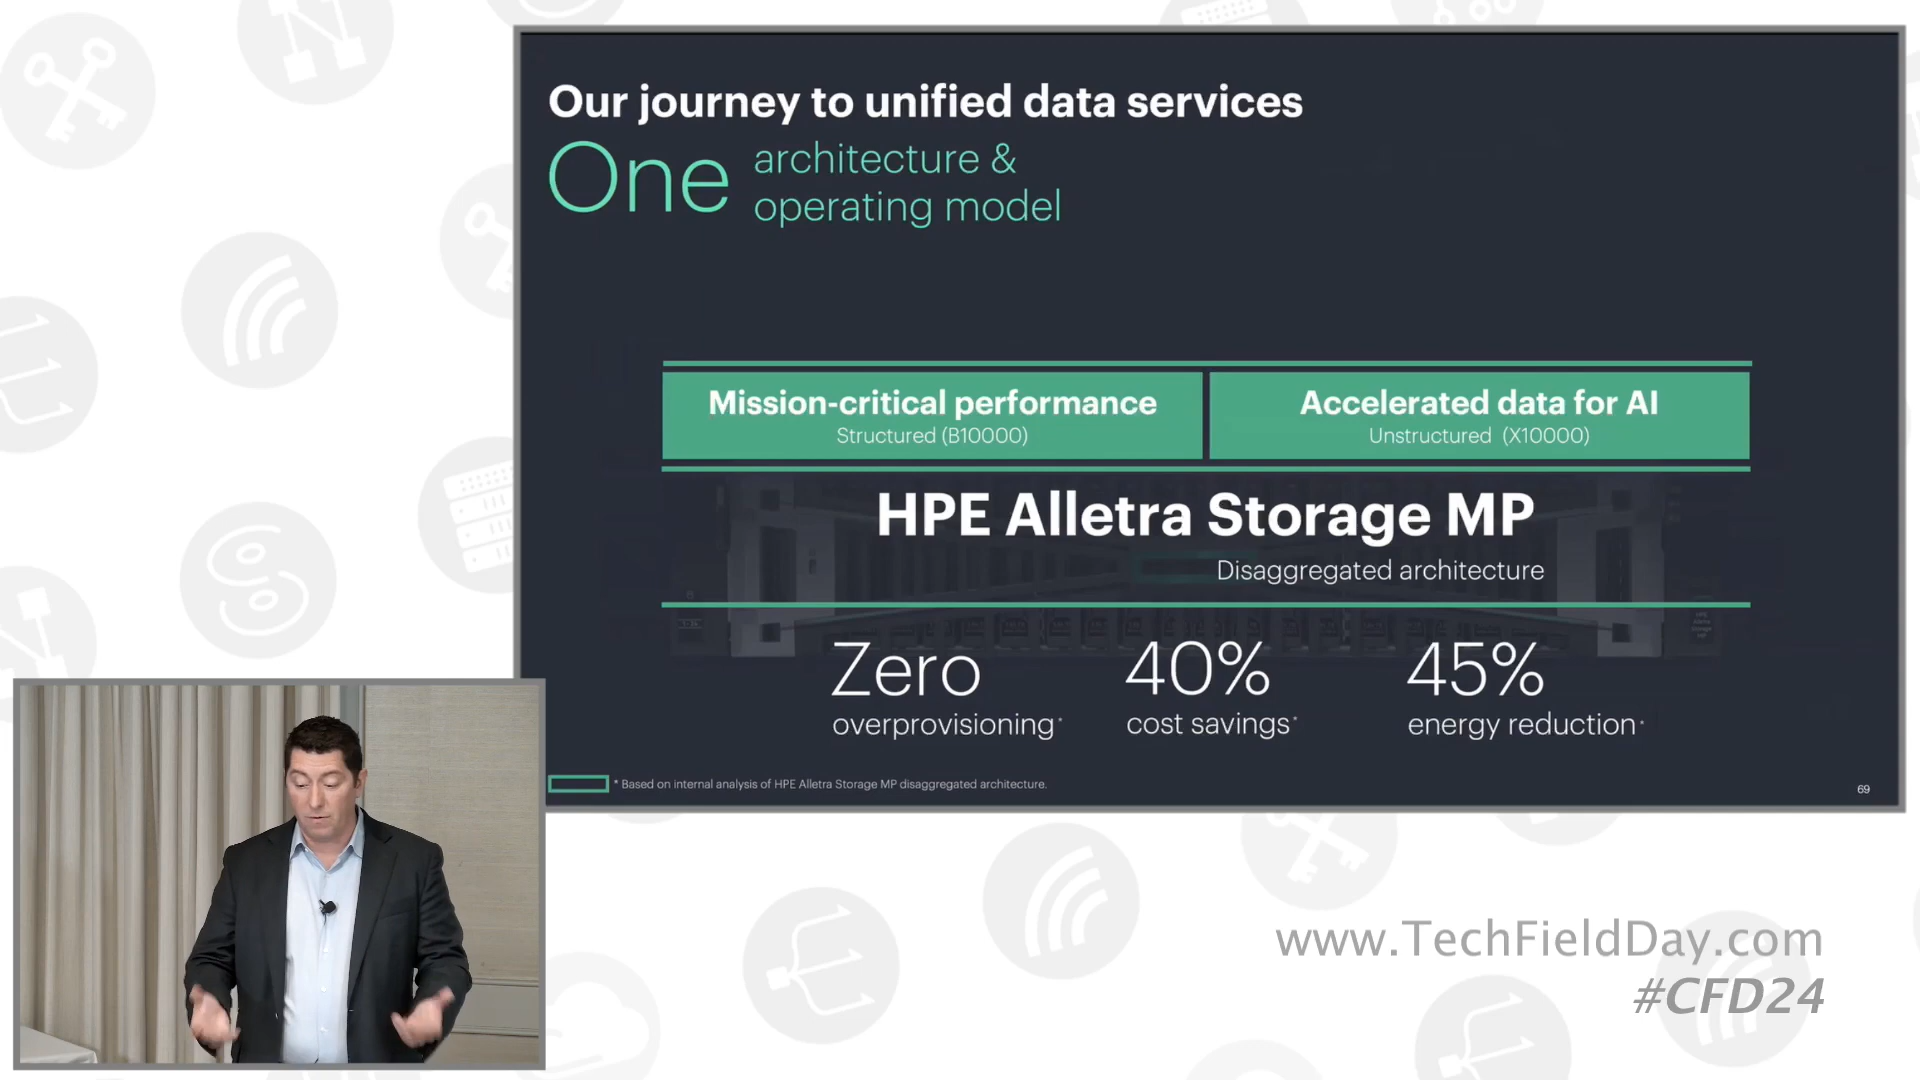 Our journey to unified data services
One
architecture &
operating model
Mission-critical performance
Structured (B10000)
Accelerated data for AI
Unstructured (X10000)
HPE Alletra Storage MP
Disaggregated architecture
Zero
overprovisioning*
40%
cost savings*
45%
energy reduction*
* Based on internal analysis of HPE Alletra Storage MP disaggregated architecture.
69
www.TechFieldDay.com
#CFD24